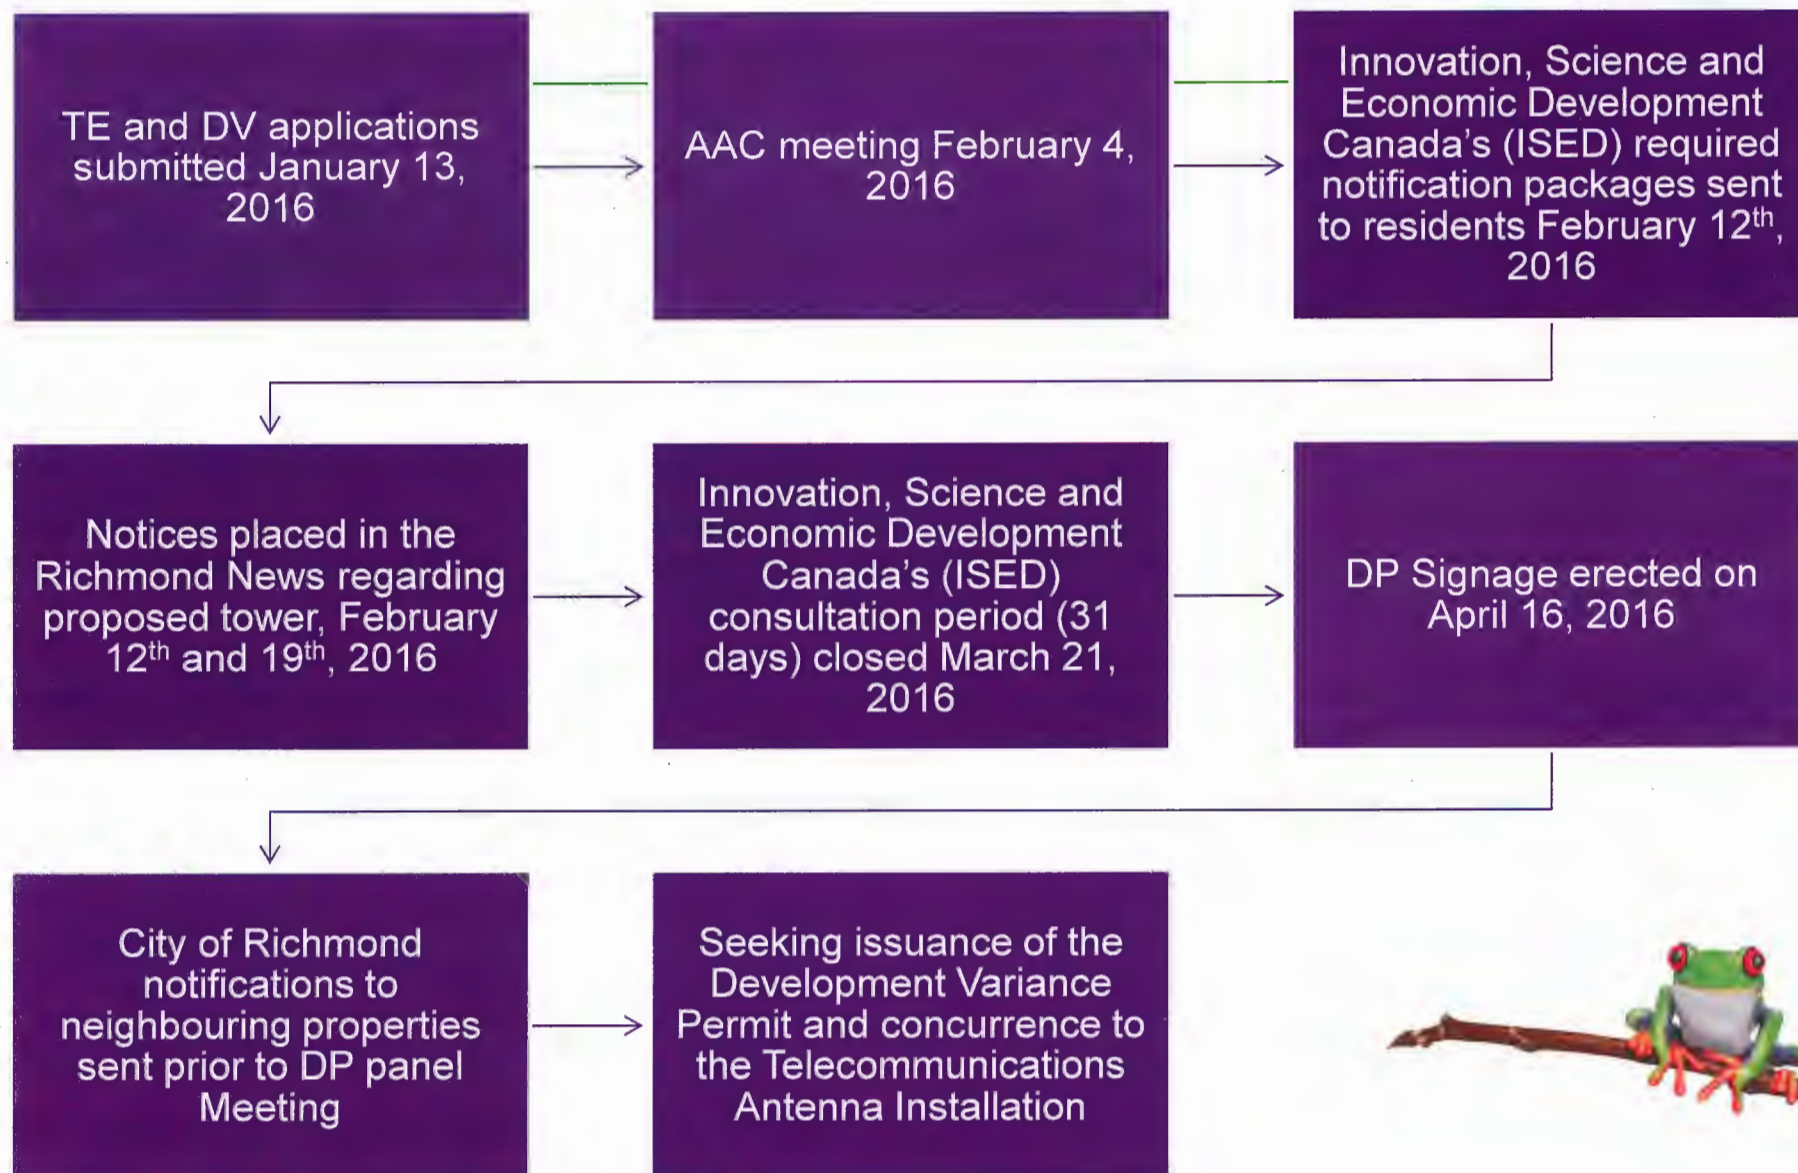 TE and DV applications
submitted January 13,
2016
AAC meeting February 4,
2016
Innovation, Science and
Economic Development
Canada's (ISED) required
notification packages sent
to residents February 12th,
2016
Notices placed in the
Richmond News regarding
proposed tower, February
12th and 19th, 2016
Innovation, Science and
Economic Development
Canada's (ISED)
consultation period (31
days) closed March 21,
2016
DP Signage erected on
April 16, 2016
City of Richmond
notifications to
neighbouring properties
sent prior to DP panel
Meeting
Seeking issuance of the
Development Variance
Permit and concurrence to
the Telecommunications
Antenna Installation